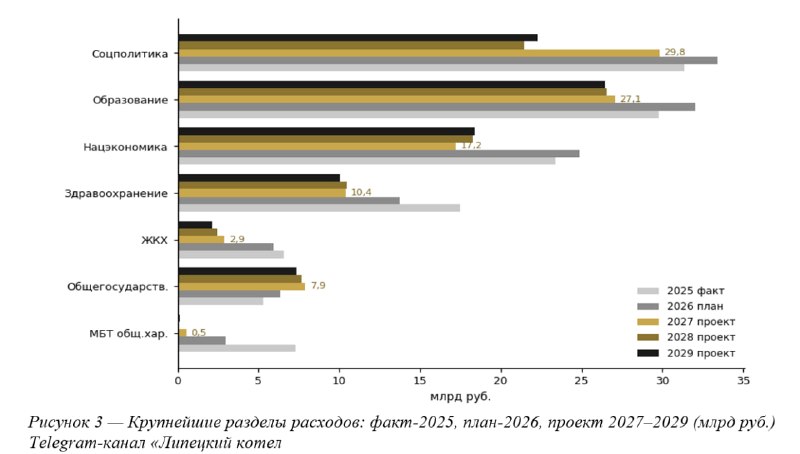 Соцполитика
29,8
Образование
27,1
Нацэкономика
17,2
Здравоохранение
10,4
ЖКХ
2,9
Общегосударств.
7,9
МБТ общ.хар.
0,5
2025 факт
2026 план
2027 проект
2028 проект
2029 проект
0 5 10 15 20 25 30 35
млрд руб.
Рисунок 3 — Крупнейшие разделы расходов: факт-2025, план-2026, проект 2027–2029 (млрд руб.)
Telegram-канал «Липецкий котел